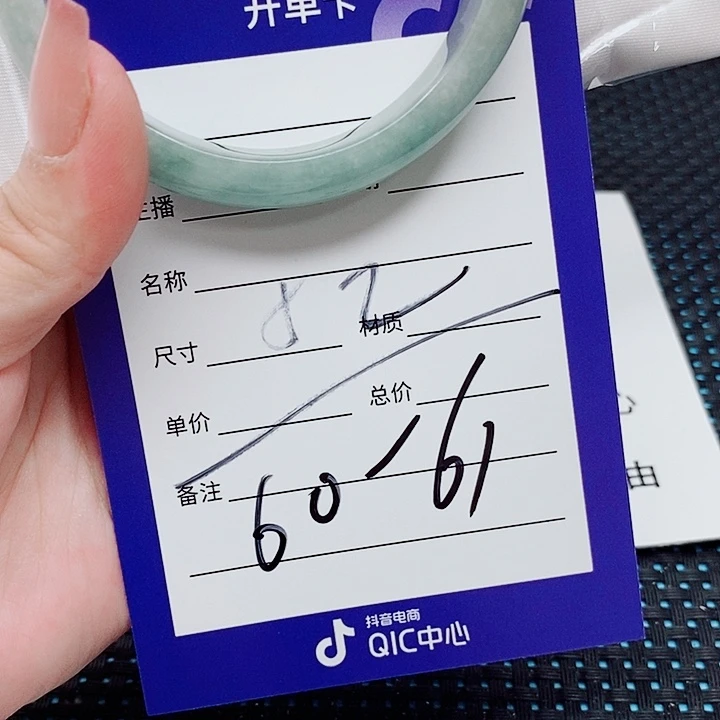 开单卡
主播
名称
82
尺寸 材质
单价 总价
备注
60-61
抖音电商
QIC中心
心
由